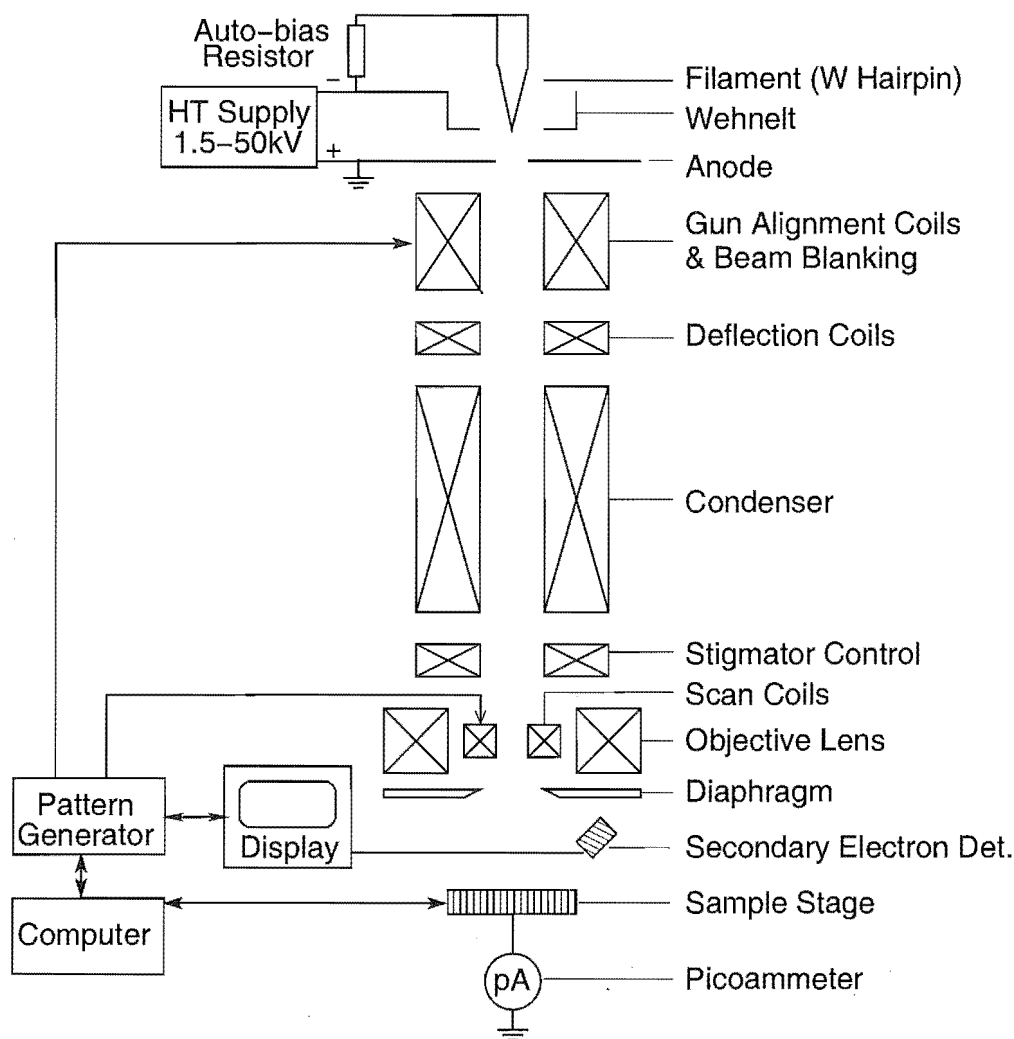 Auto-bias
Resistor
−
HT Supply
1.5-50kV
+
Filament (W Hairpin)
Wehnelt
Anode
Gun Alignment Coils
& Beam Blanking
Deflection Coils
Condenser
Stigmator Control
Scan Coils
Objective Lens
Diaphragm
Pattern
Generator
Display
Secondary Electron Det.
Computer
Sample Stage
pA
Picoammeter